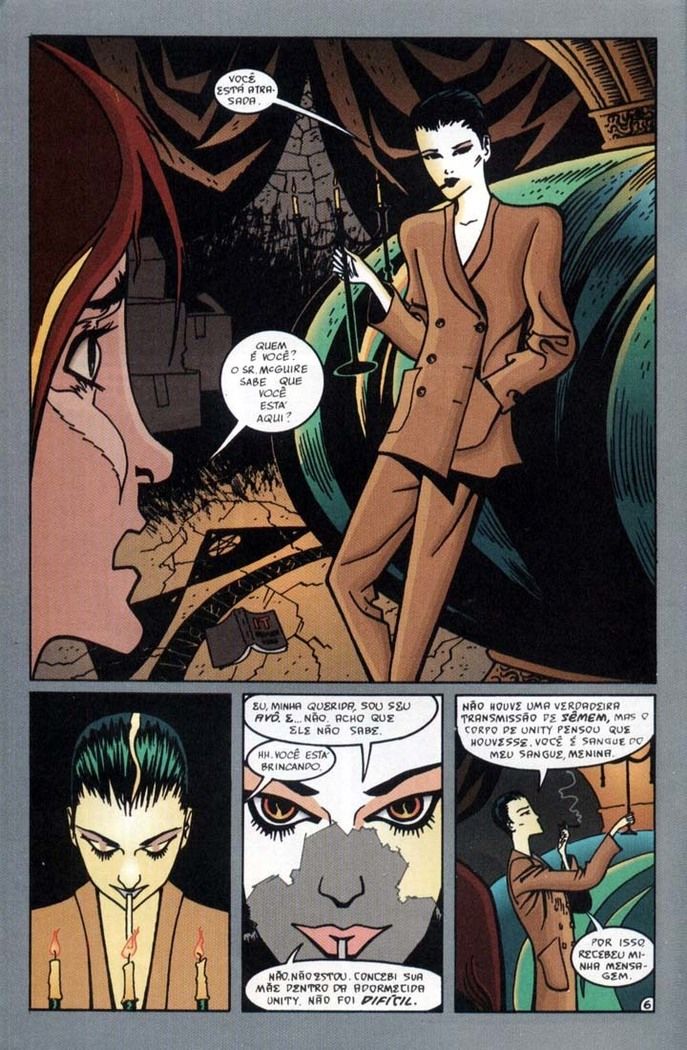 VOCÊ
ESTÁ ATRA-
SADA.
QUEM
É VOCÊ?
O SR. McGUIRE
SABE QUE
VOCÊ
ESTÁ
AQUI?
IT
EU, MINHA QUERIDA, SOU SEU
AVÔ. E... NÃO. ACHO QUE
ELE NÃO SABE.
HH. VOCÊ ESTÁ
BRINCANDO.
NÃO. NÃO ESTOU. CONCEBI SUA
MÃE DENTRO DA ADORMECIDA
UNITY. NÃO FOI DIFÍCIL.
NÃO HOUVE UMA VERDADEIRA
TRANSMISSÃO DE SÊMEM, MAS O
CORPO DE UNITY PENSOU QUE
HOUVESSE. VOCÊ É SANGUE DO
MEU SANGUE, MENINA.
POR ISSO
RECEBEU MI-
NHA MENSA-
GEM.
6